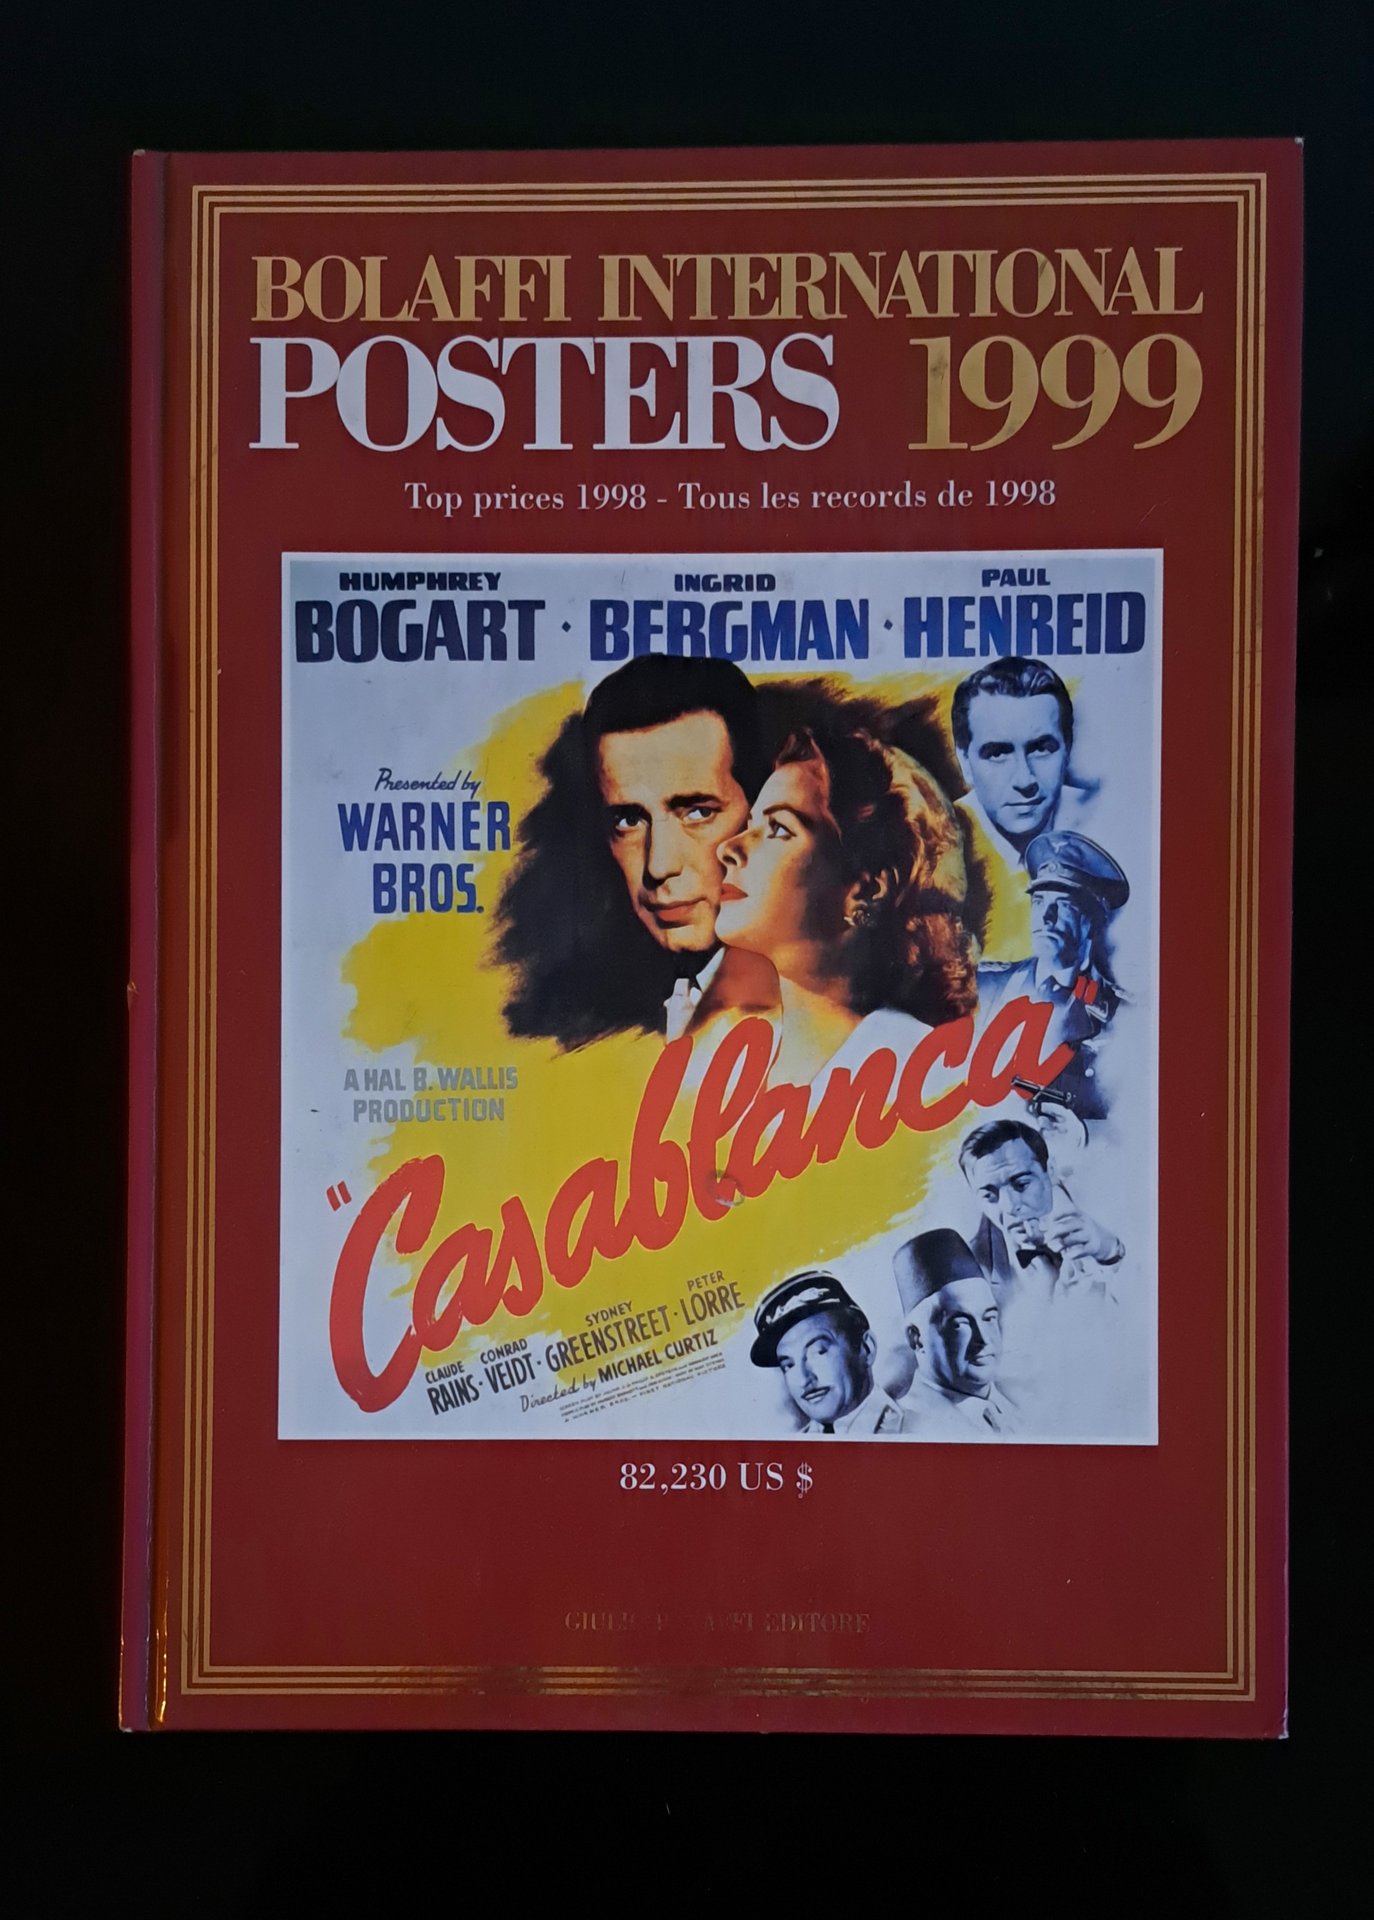 BOLAFFI INTERNATIONAL
POSTERS 1999
Top prices 1998 - Tous les records de 1998
HUMPHREY INGRID PAUL
BOGART · BERGMAN · HENREID
Presented by
WARNER
BROS.
A HAL B. WALLIS
PRODUCTION
"Casablanca"
CLAUDE CONRAD SYDNEY PETER
RAINS · VEIDT · GREENSTREET · LORRE
Directed by MICHAEL CURTIZ
82,230 US $
EDITORE